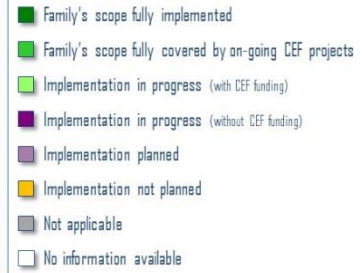 Family's scope fully implemented
Family's scope fully covered by on-going CEF projects
Implementation in progress (with CEF funding)
Implementation in progress (without CEF funding)
Implementation planned
Implementation not planned
Not applicable
No information available